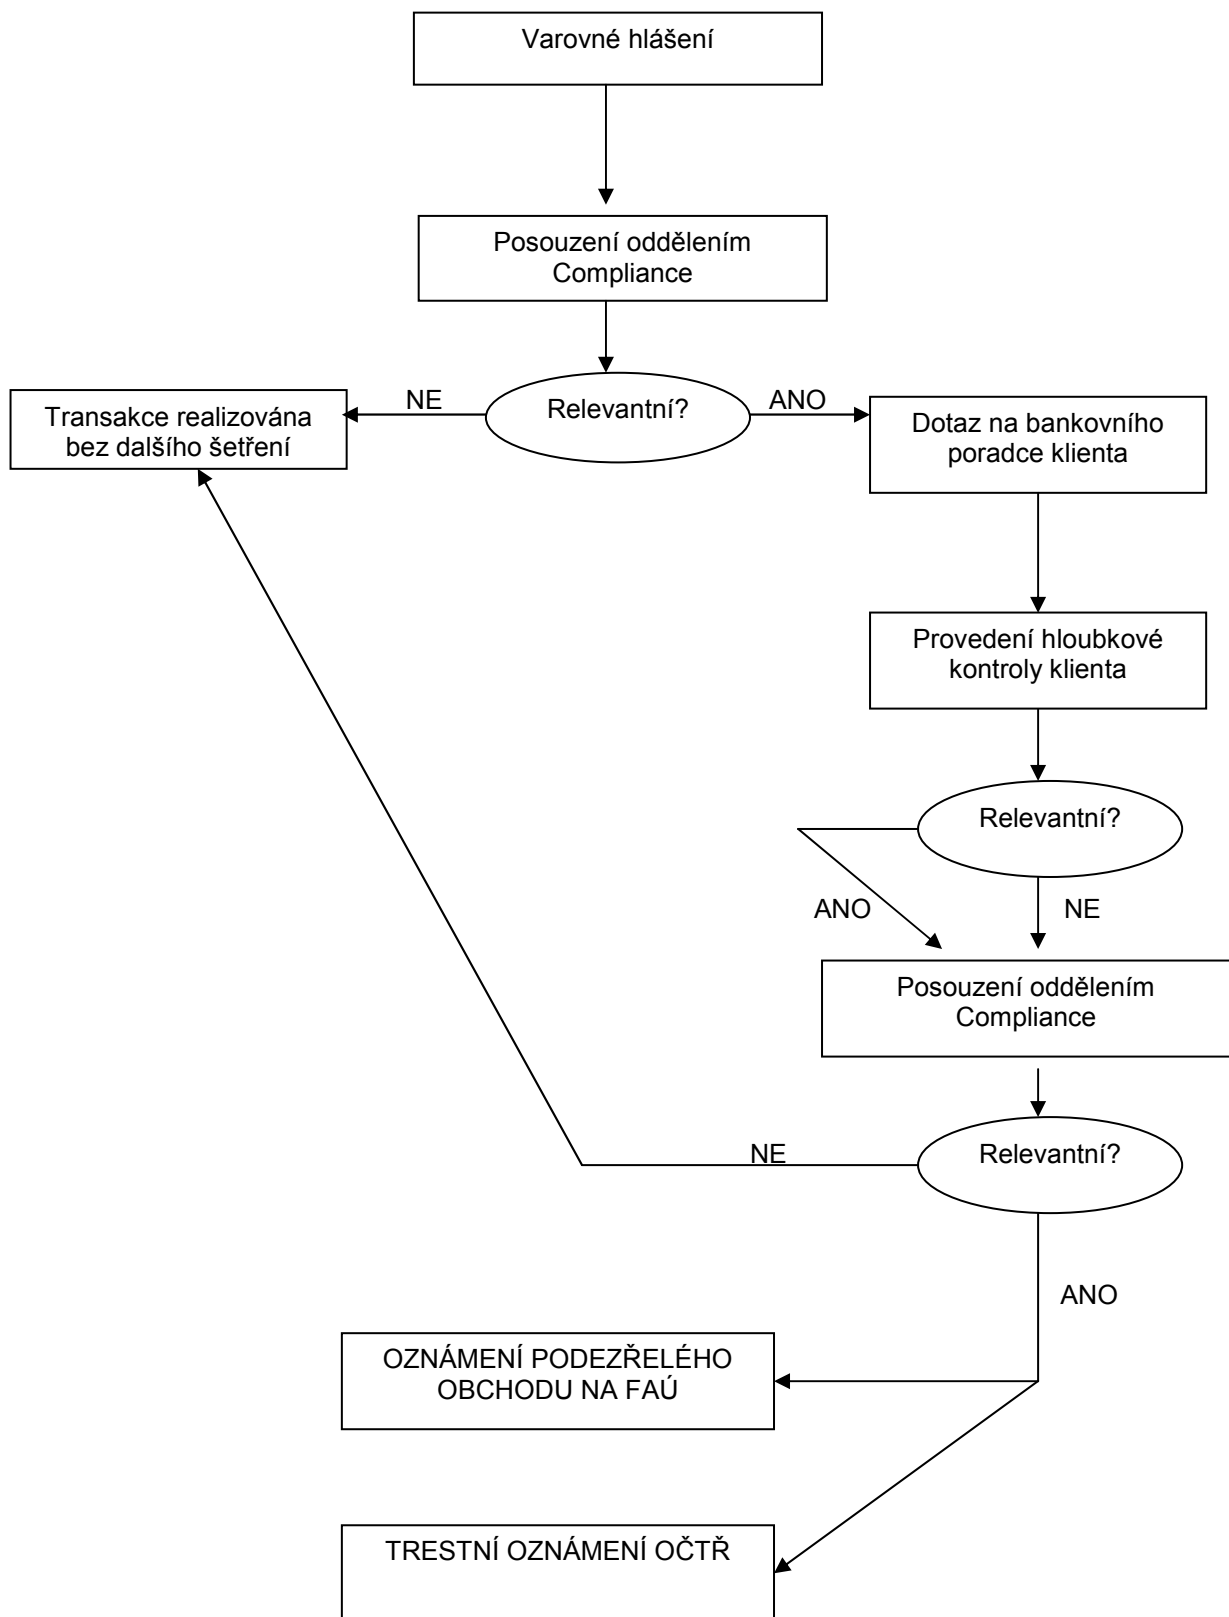 Varovné hlášení
Posouzení oddělením
Compliance
NE
Relevantní?
ANO
Transakce realizována
bez dalšího šetření
Dotaz na bankovního
poradce klienta
Provedení hloubkové
kontroly klienta
Relevantní?
ANO
NE
Posouzení oddělením
Compliance
NE
Relevantní?
ANO
OZNÁMENÍ PODEZŘELÉHO
OBCHODU NA FAÚ
TRESTNÍ OZNÁMENÍ OČTŘ